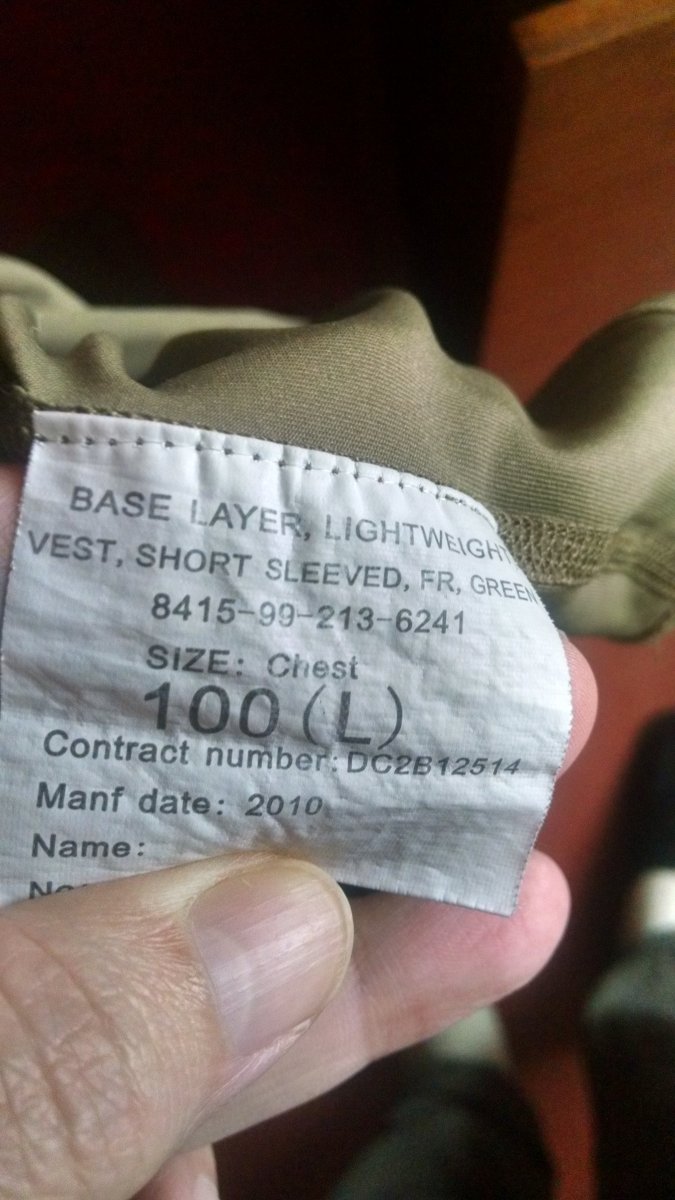 BASE LAYER, LIGHTWEIGHT
VEST, SHORT SLEEVED, FR, GREEN
8415-99-213-6241
SIZE: Chest
100 (L)
Contract number: DC2B12514
Manf date: 2010
Name: